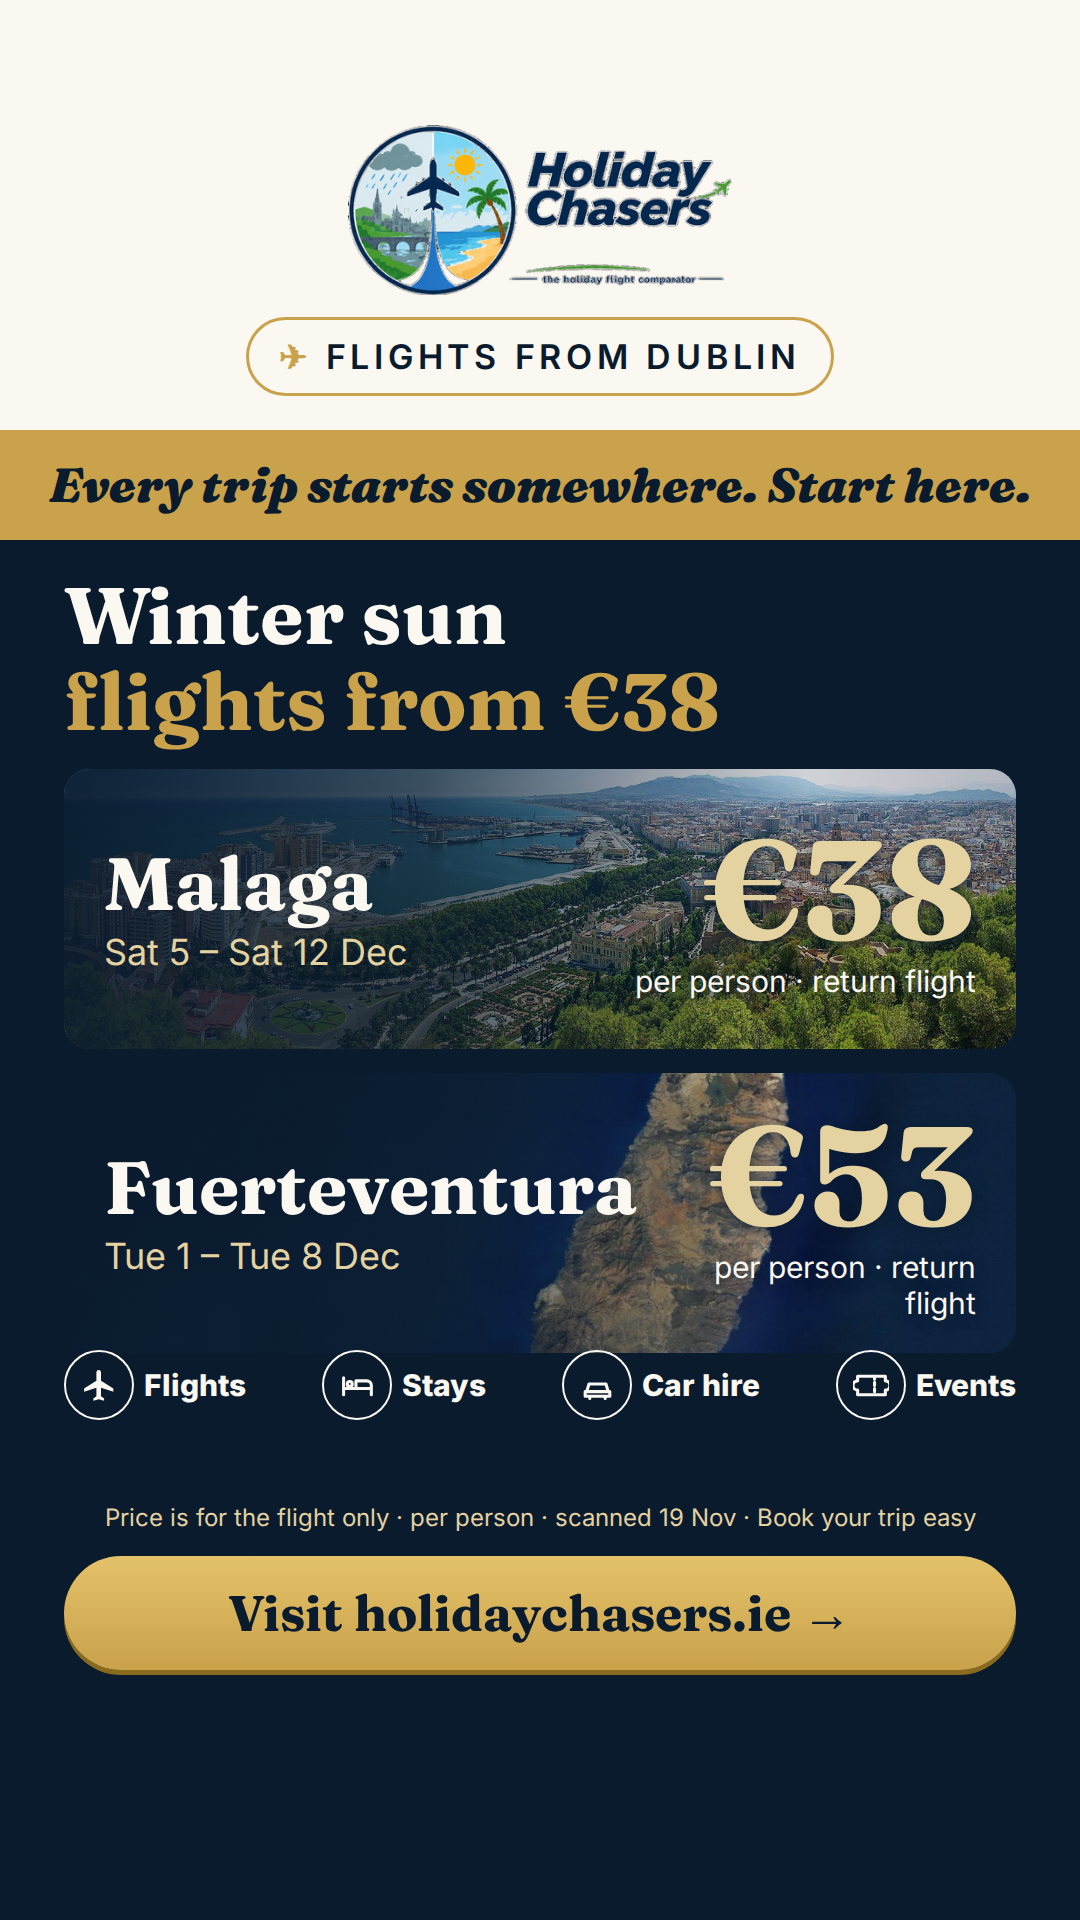 Holiday
Chasers
the holiday flight comparator
✈ FLIGHTS FROM DUBLIN
Every trip starts somewhere. Start here.
Winter sun
flights from €38
Malaga
Sat 5 – Sat 12 Dec
€38
per person · return flight
Fuerteventura
Tue 1 – Tue 8 Dec
€53
per person · return
flight
Flights
Stays
Car hire
Events
Price is for the flight only · per person · scanned 19 Nov · Book your trip easy
Visit holidaychasers.ie →